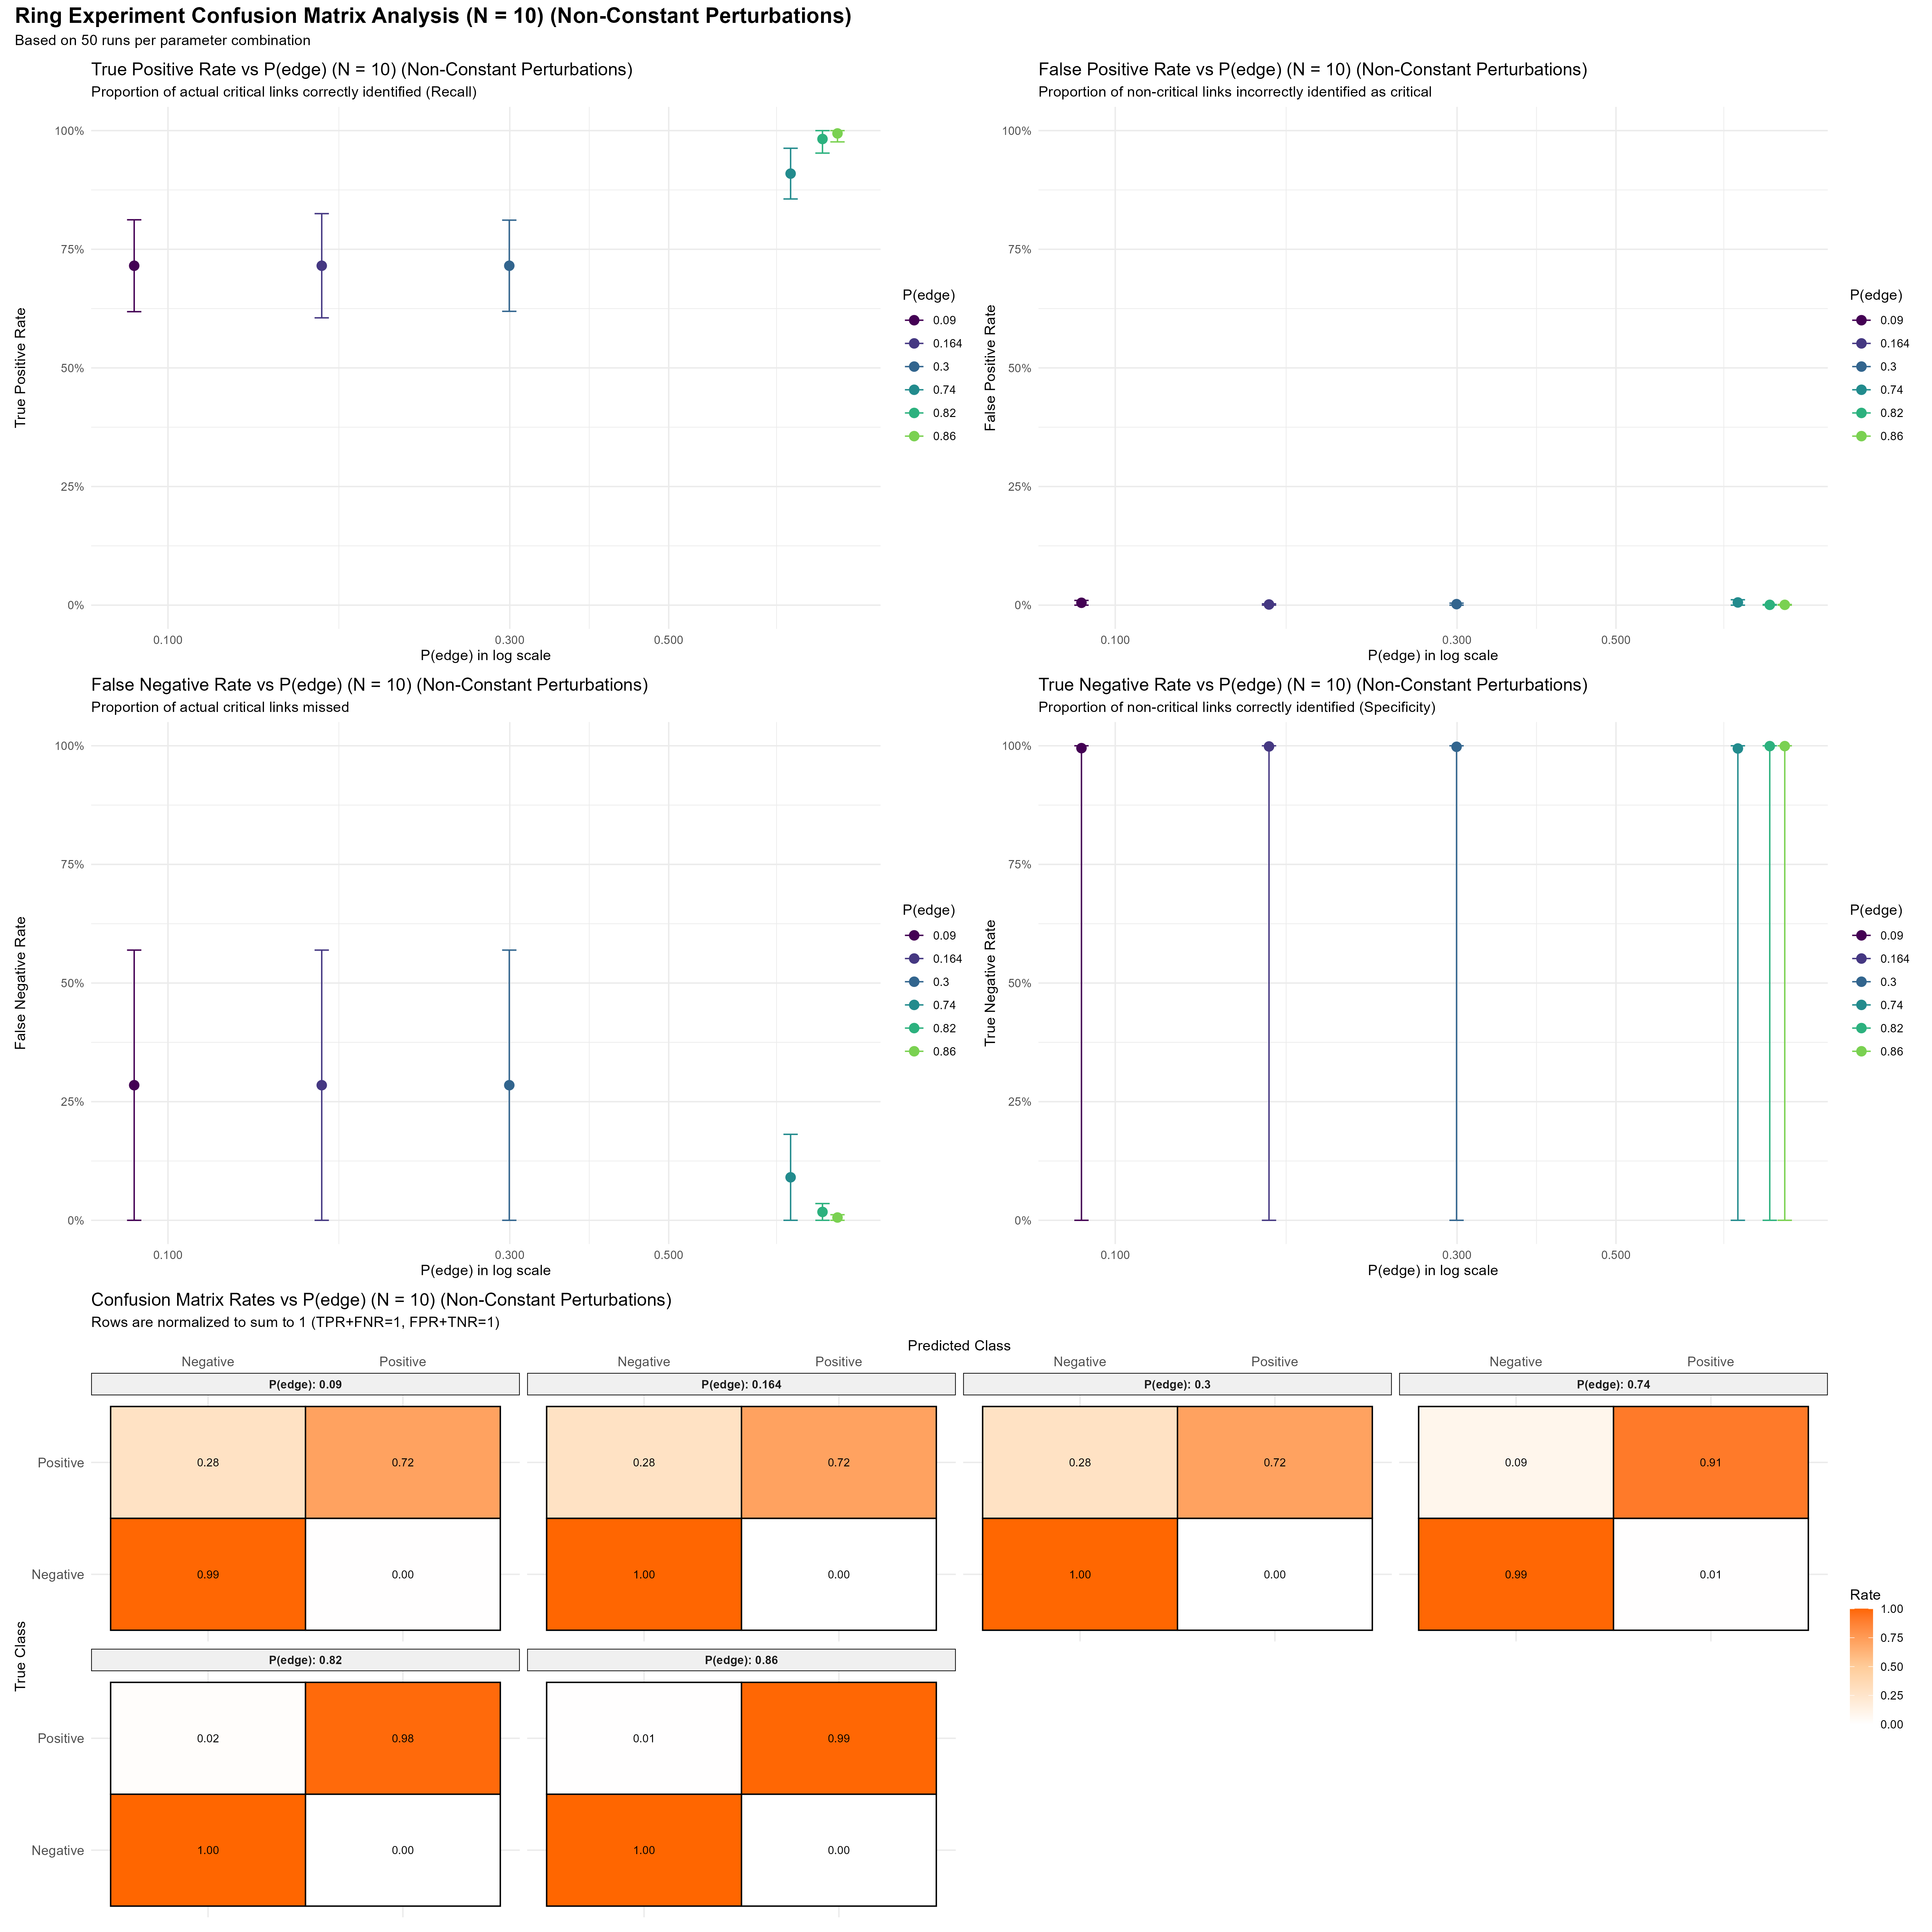 Ring Experiment Confusion Matrix Analysis (N = 10) (Non-Constant Perturbations)
Based on 50 runs per parameter combination
True Positive Rate vs P(edge) (N = 10) (Non-Constant Perturbations)
Proportion of actual critical links correctly identified (Recall)
100%
75%
50%
25%
0%
True Positive Rate
0.100
0.300
0.500
P(edge) in log scale
P(edge)
0.09
0.164
0.3
0.74
0.82
0.86
False Positive Rate vs P(edge) (N = 10) (Non-Constant Perturbations)
Proportion of non-critical links incorrectly identified as critical
100%
75%
50%
25%
0%
False Positive Rate
0.100
0.300
0.500
P(edge) in log scale
P(edge)
0.09
0.164
0.3
0.74
0.82
0.86
False Negative Rate vs P(edge) (N = 10) (Non-Constant Perturbations)
Proportion of actual critical links missed
100%
75%
50%
25%
0%
False Negative Rate
0.100
0.300
0.500
P(edge) in log scale
P(edge)
0.09
0.164
0.3
0.74
0.82
0.86
True Negative Rate vs P(edge) (N = 10) (Non-Constant Perturbations)
Proportion of non-critical links correctly identified (Specificity)
100%
75%
50%
25%
0%
True Negative Rate
0.100
0.300
0.500
P(edge) in log scale
P(edge)
0.09
0.164
0.3
0.74
0.82
0.86
Confusion Matrix Rates vs P(edge) (N = 10) (Non-Constant Perturbations)
Rows are normalized to sum to 1 (TPR+FNR=1, FPR+TNR=1)
Predicted Class
Negative Positive Negative Positive Negative Positive Negative Positive
P(edge): 0.09 P(edge): 0.164 P(edge): 0.3 P(edge): 0.74
Positive 0.28 0.72 0.28 0.72 0.28 0.72 0.09 0.91
Negative 0.99 0.00 1.00 0.00 1.00 0.00 0.99 0.01
True Class
P(edge): 0.82 P(edge): 0.86
Positive 0.02 0.98 0.01 0.99
Negative 1.00 0.00 1.00 0.00
Rate
1.00
0.75
0.50
0.25
0.00